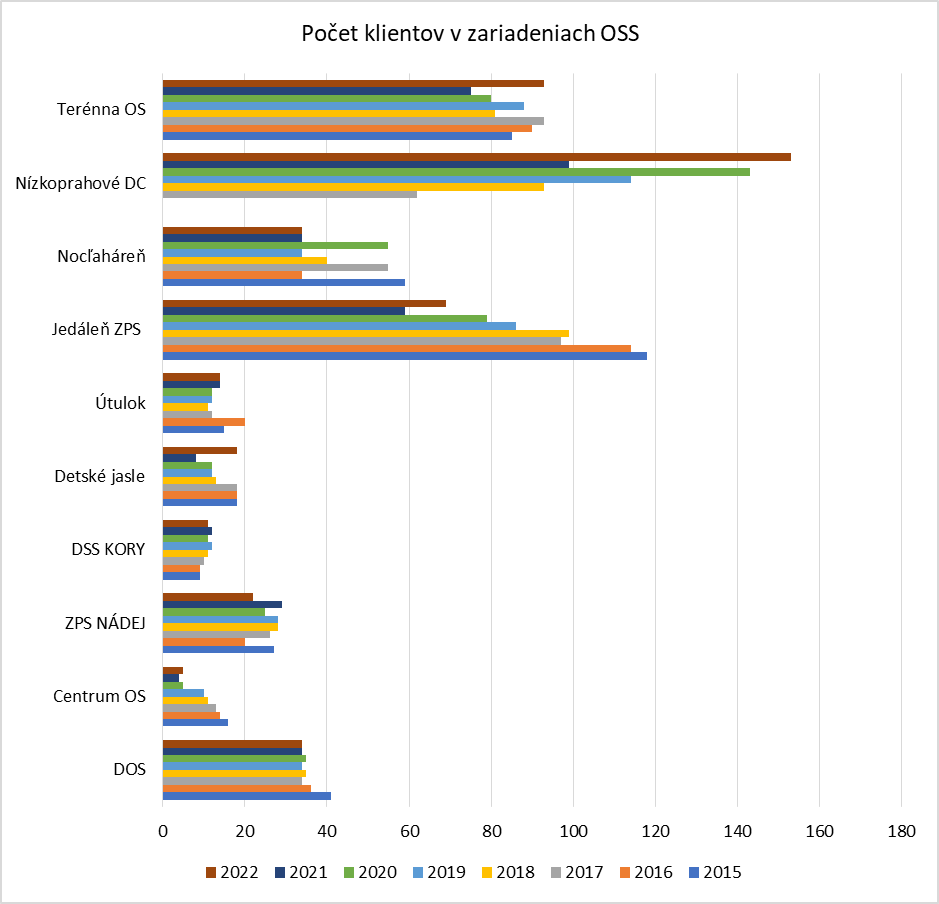 Počet klientov v zariadeniach OSS
Terénna OS
Nízkoprahové DC
Nocľaháreň
Jedáleň ZPS
Útulok
Detské jasle
DSS KORY
ZPS NÁDEJ
Centrum OS
DOS
0 20 40 60 80 100 120 140 160 180
2022 2021 2020 2019 2018 2017 2016 2015